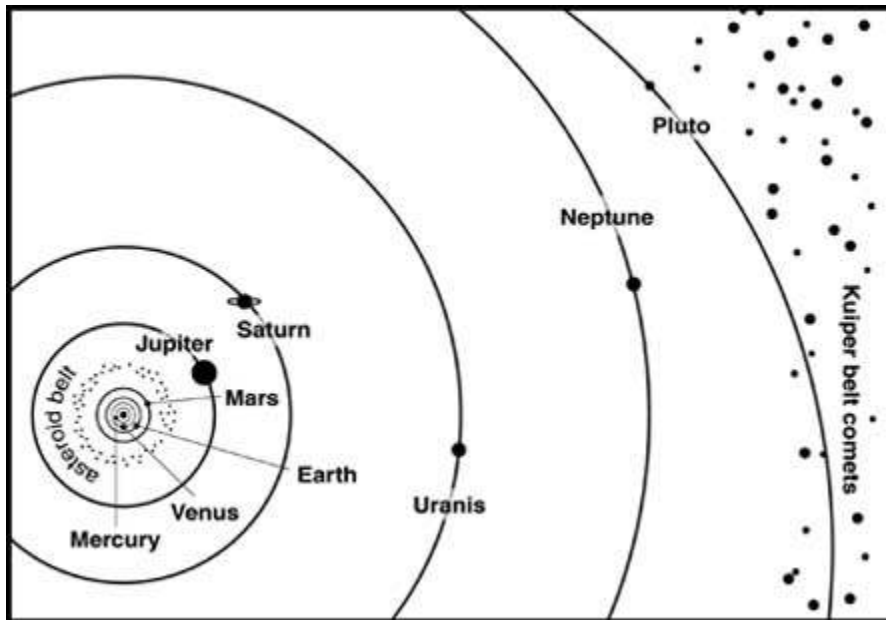 Pluto
Neptune
Saturn
Jupiter
Mars
asteroid belt
Earth
Venus
Mercury
Uranis
Kuiper belt comets